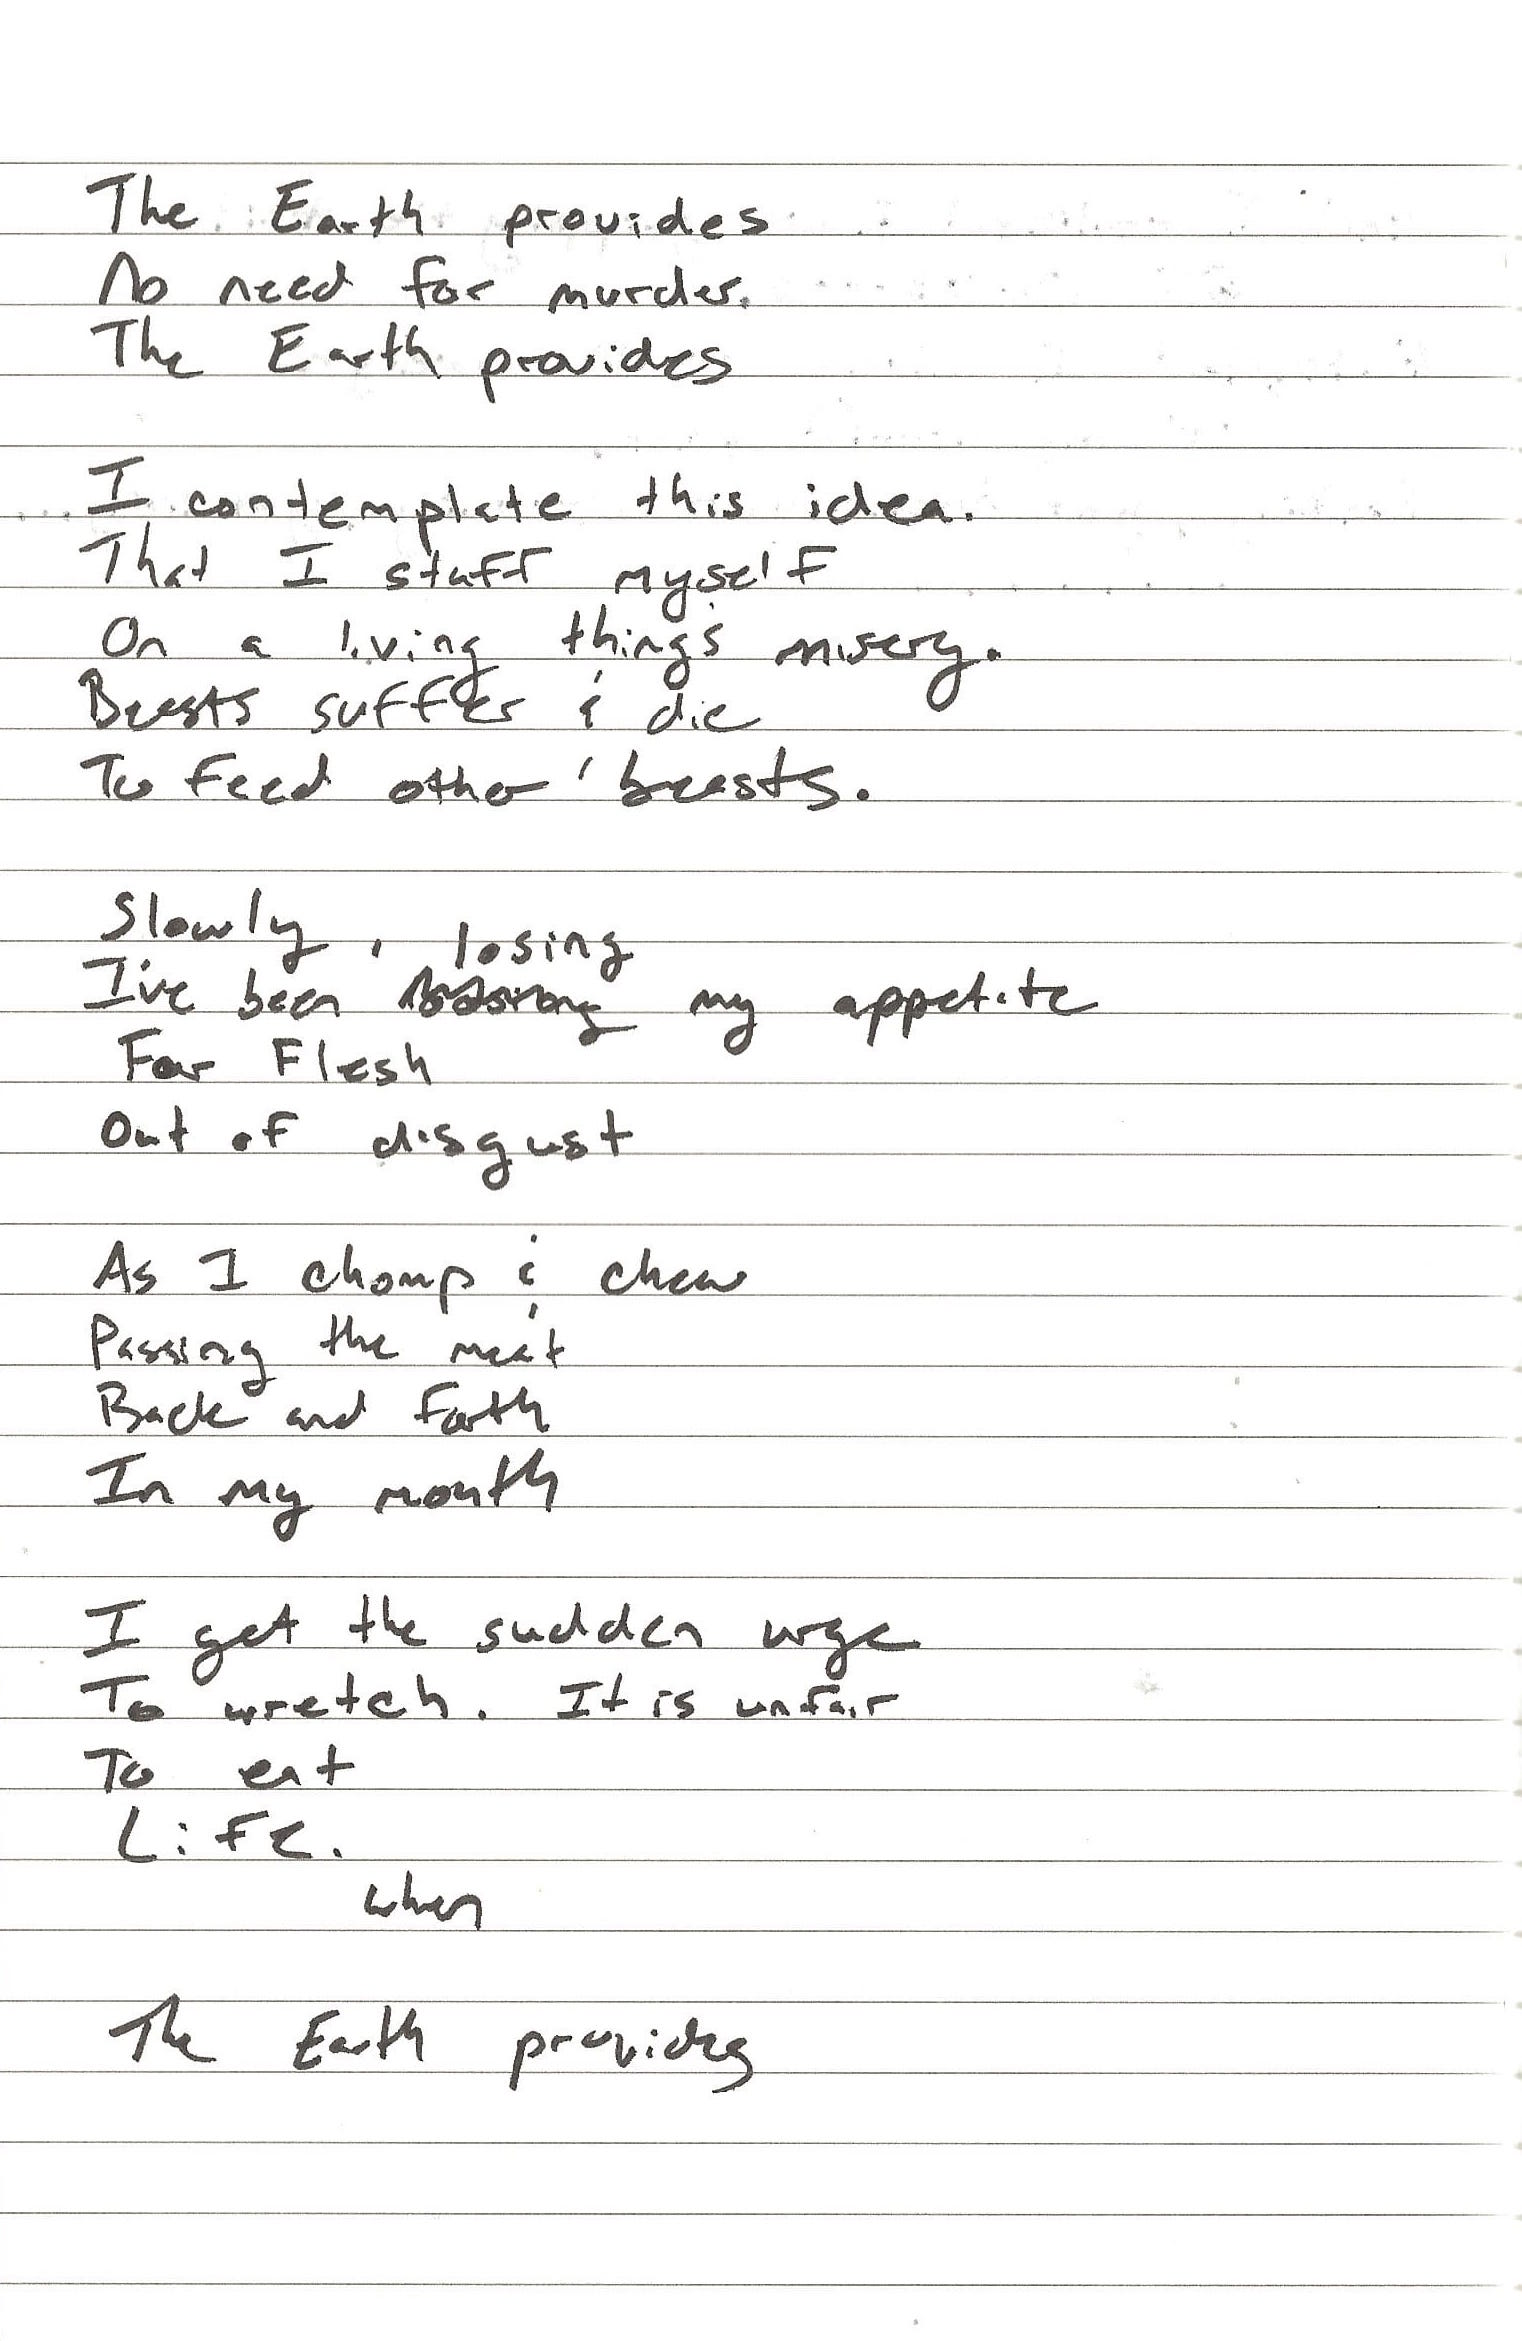 The Earth provides
No need for murder.
The Earth provides
I contemplate this idea.
That I stuff myself
On a living thing's misery.
Beasts suffer & die
To feed other beasts.
Slowly, losing
I've been my appetite
For Flesh
Out of disgust
As I chomp & chew
Passing the meat
Back and forth
In my mouth
I get the sudden urge
To wretch. It is unfair
To eat
Life.
when
The Earth provides